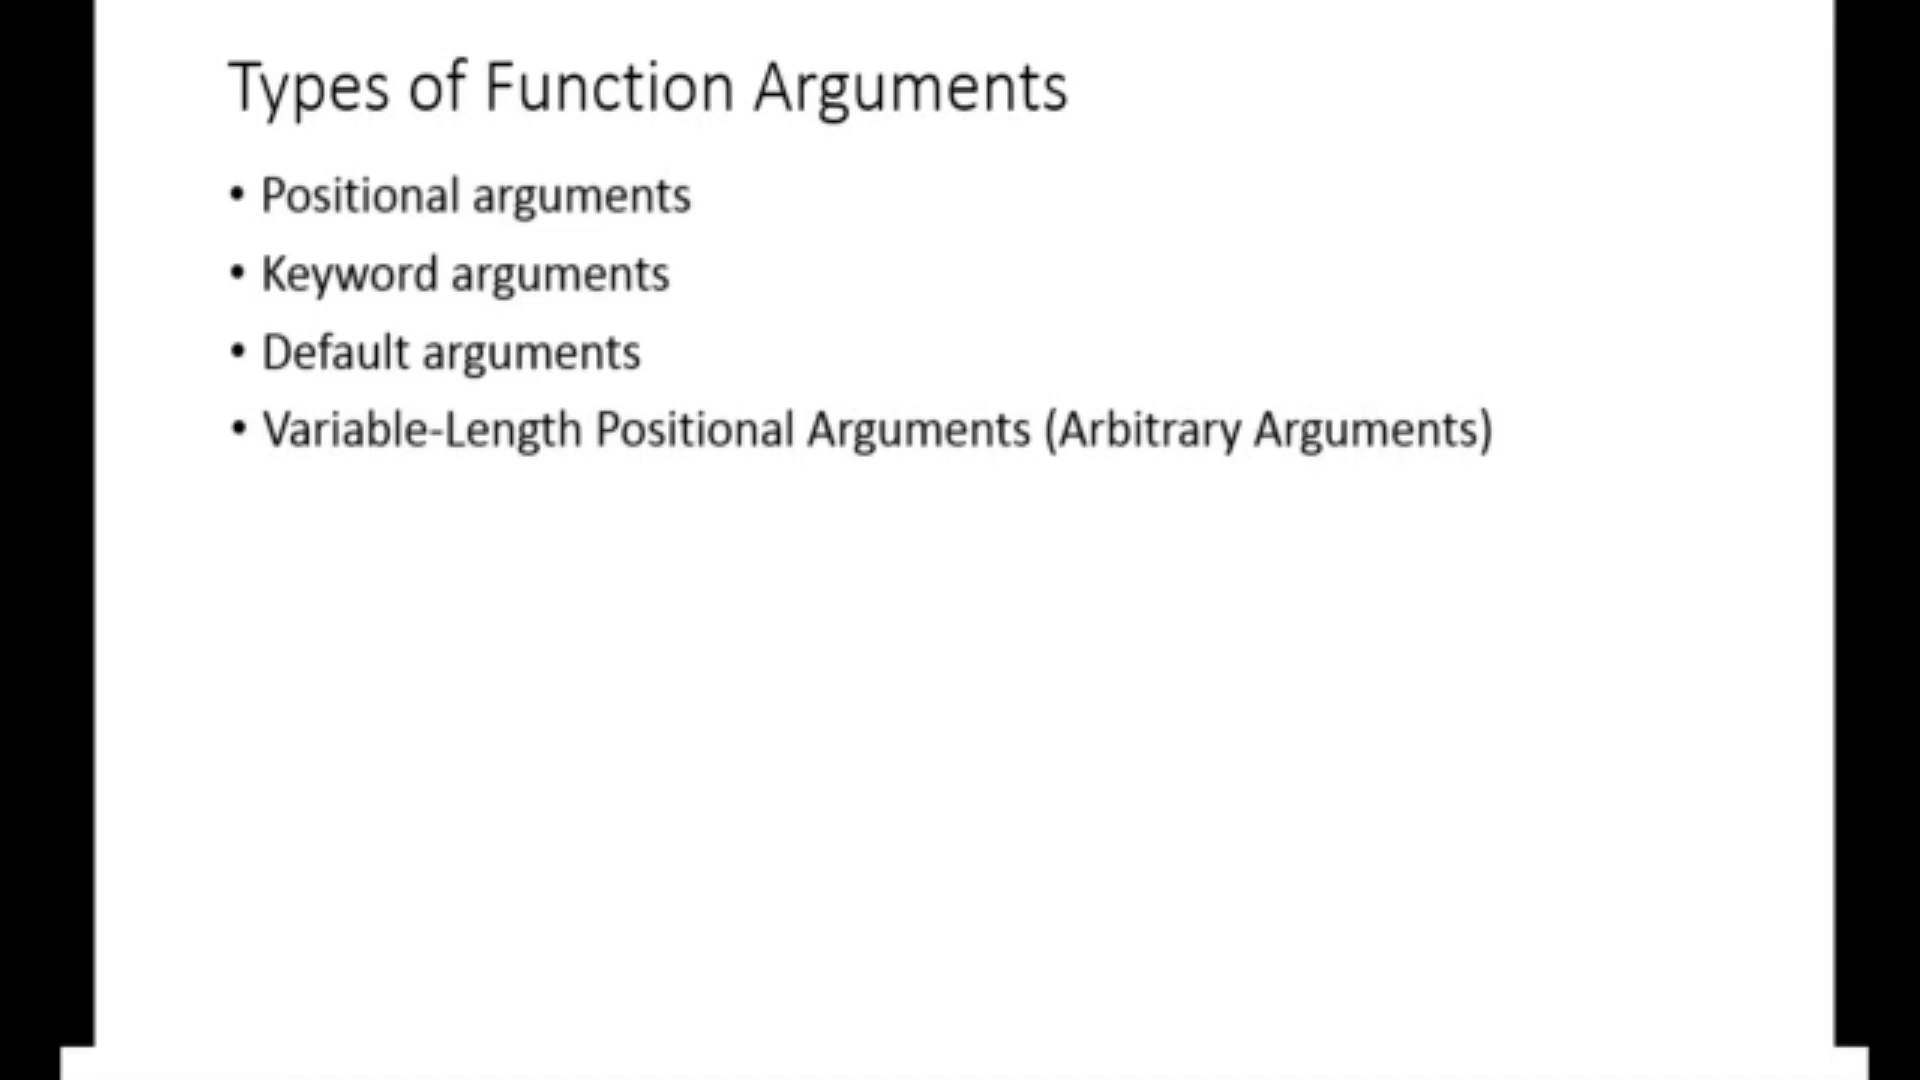 Types of Function Arguments
• Positional arguments
• Keyword arguments
• Default arguments
• Variable-Length Positional Arguments (Arbitrary Arguments)